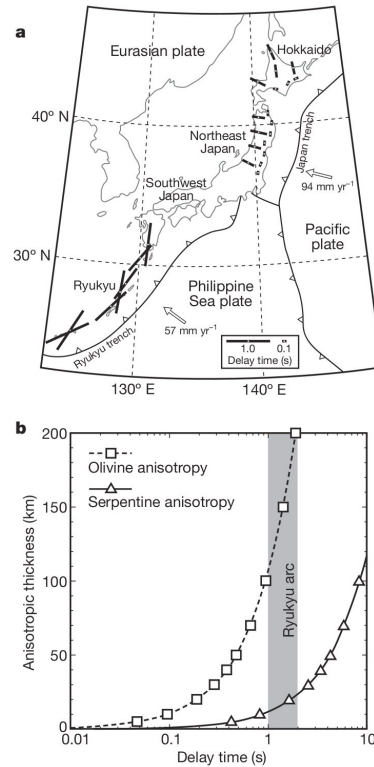 a
Eurasian plate
Hokkaido
40° N
Northeast
Japan
Japan trench
94 mm yr⁻¹
Southwest
Japan
Pacific
plate
30° N
Ryukyu
Philippine
Sea plate
Ryukyu trench
57 mm yr⁻¹
1.0 0.1
Delay time (s)
130° E 140° E
b
200
150
100
50
0
Anisotropic thickness (km)
Olivine anisotropy
Serpentine anisotropy
Ryukyu arc
0.01 0.1 1 10
Delay time (s)